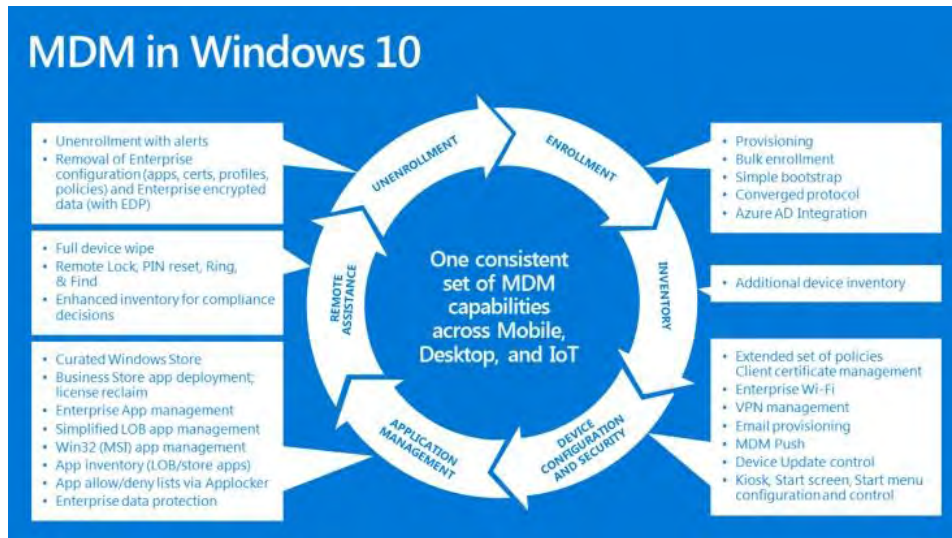 MDM in Windows 10
• Unenrollment with alerts
• Removal of Enterprise
configuration (apps, certs, profiles,
policies) and Enterprise encrypted
data (with EDP)
• Full device wipe
• Remote Lock, PIN reset, Ring,
& Find
• Enhanced inventory for compliance
decisions
• Curated Windows Store
• Business Store app deployment;
license reclaim
• Enterprise App management
• Simplified LOB app management
• Win32 (MSI) app management
• App inventory (LOB/store apps)
• App allow/deny lists via Applocker
• Enterprise data protection
UNENROLLMENT
ENROLLMENT
REMOTE
ASSISTANCE
INVENTORY
One consistent
set of MDM
capabilities
across Mobile,
Desktop, and IoT
APPLICATION
MANAGEMENT
DEVICE
CONFIGURATION
AND SECURITY
• Provisioning
• Bulk enrollment
• Simple bootstrap
• Converged protocol
• Azure AD Integration
• Additional device inventory
• Extended set of policies
Client certificate management
• Enterprise Wi-Fi
• VPN management
• Email provisioning
• MDM Push
• Device Update control
• Kiosk, Start screen, Start menu
configuration and control